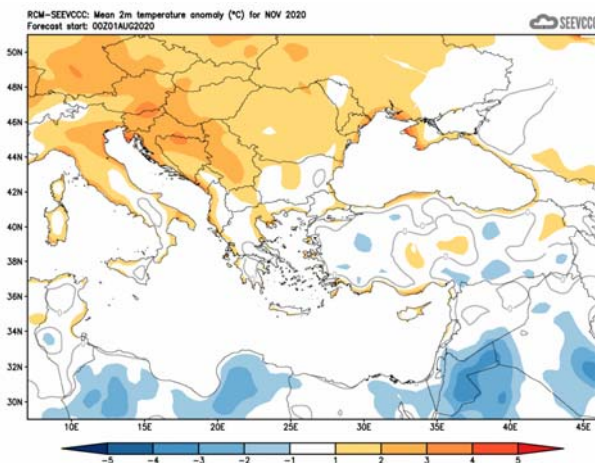 RCM-SEEVCCC: Mean 2m temperature anomaly (°C) for NOV 2020
Forecast start: 00Z01AUG2020
SEEVCCC
50N
48N
46N
44N
42N
40N
38N
36N
34N
32N
30N
10E 15E 20E 25E 30E 35E 40E 45E
-5 -4 -3 -2 -1 1 2 3 4 5